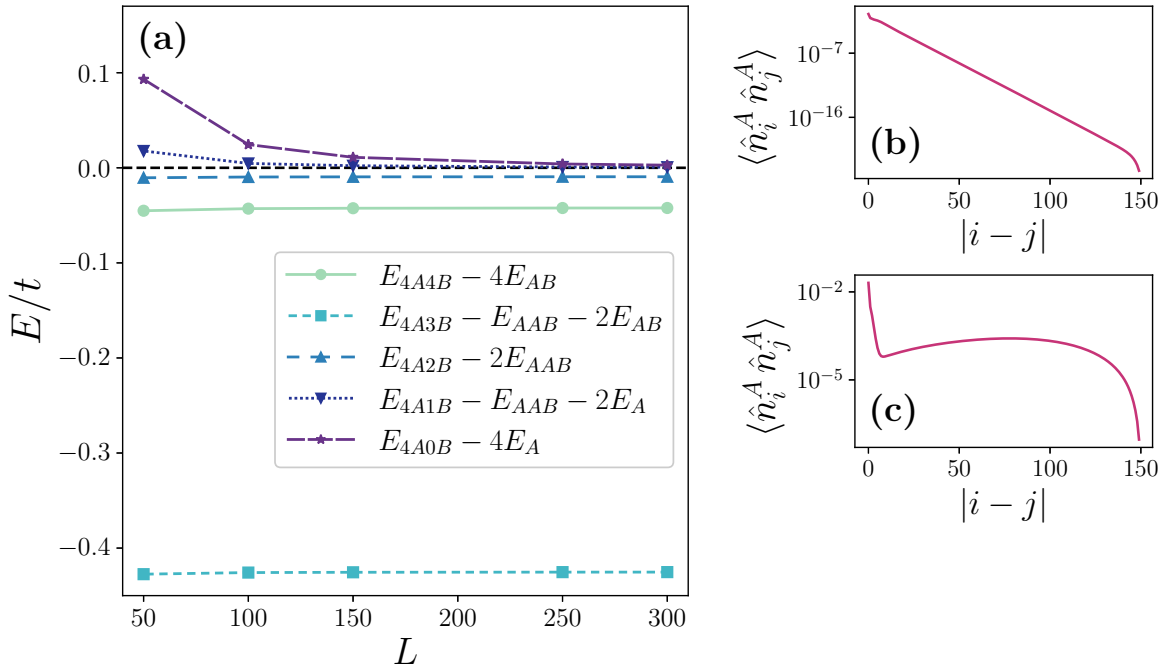 (a)
E/t
0.1
0.0
−0.1
−0.2
−0.3
−0.4
E_{4A4B} − 4E_{AB}
E_{4A3B} − E_{AAB} − 2E_{AB}
E_{4A2B} − 2E_{AAB}
E_{4A1B} − E_{AAB} − 2E_{A}
E_{4A0B} − 4E_{A}
50 100 150 200 250 300
L
(b)
⟨n̂_i^A n̂_j^A⟩
10^{−7}
10^{−16}
0 50 100 150
|i − j|
(c)
⟨n̂_i^A n̂_j^A⟩
10^{−2}
10^{−5}
0 50 100 150
|i − j|